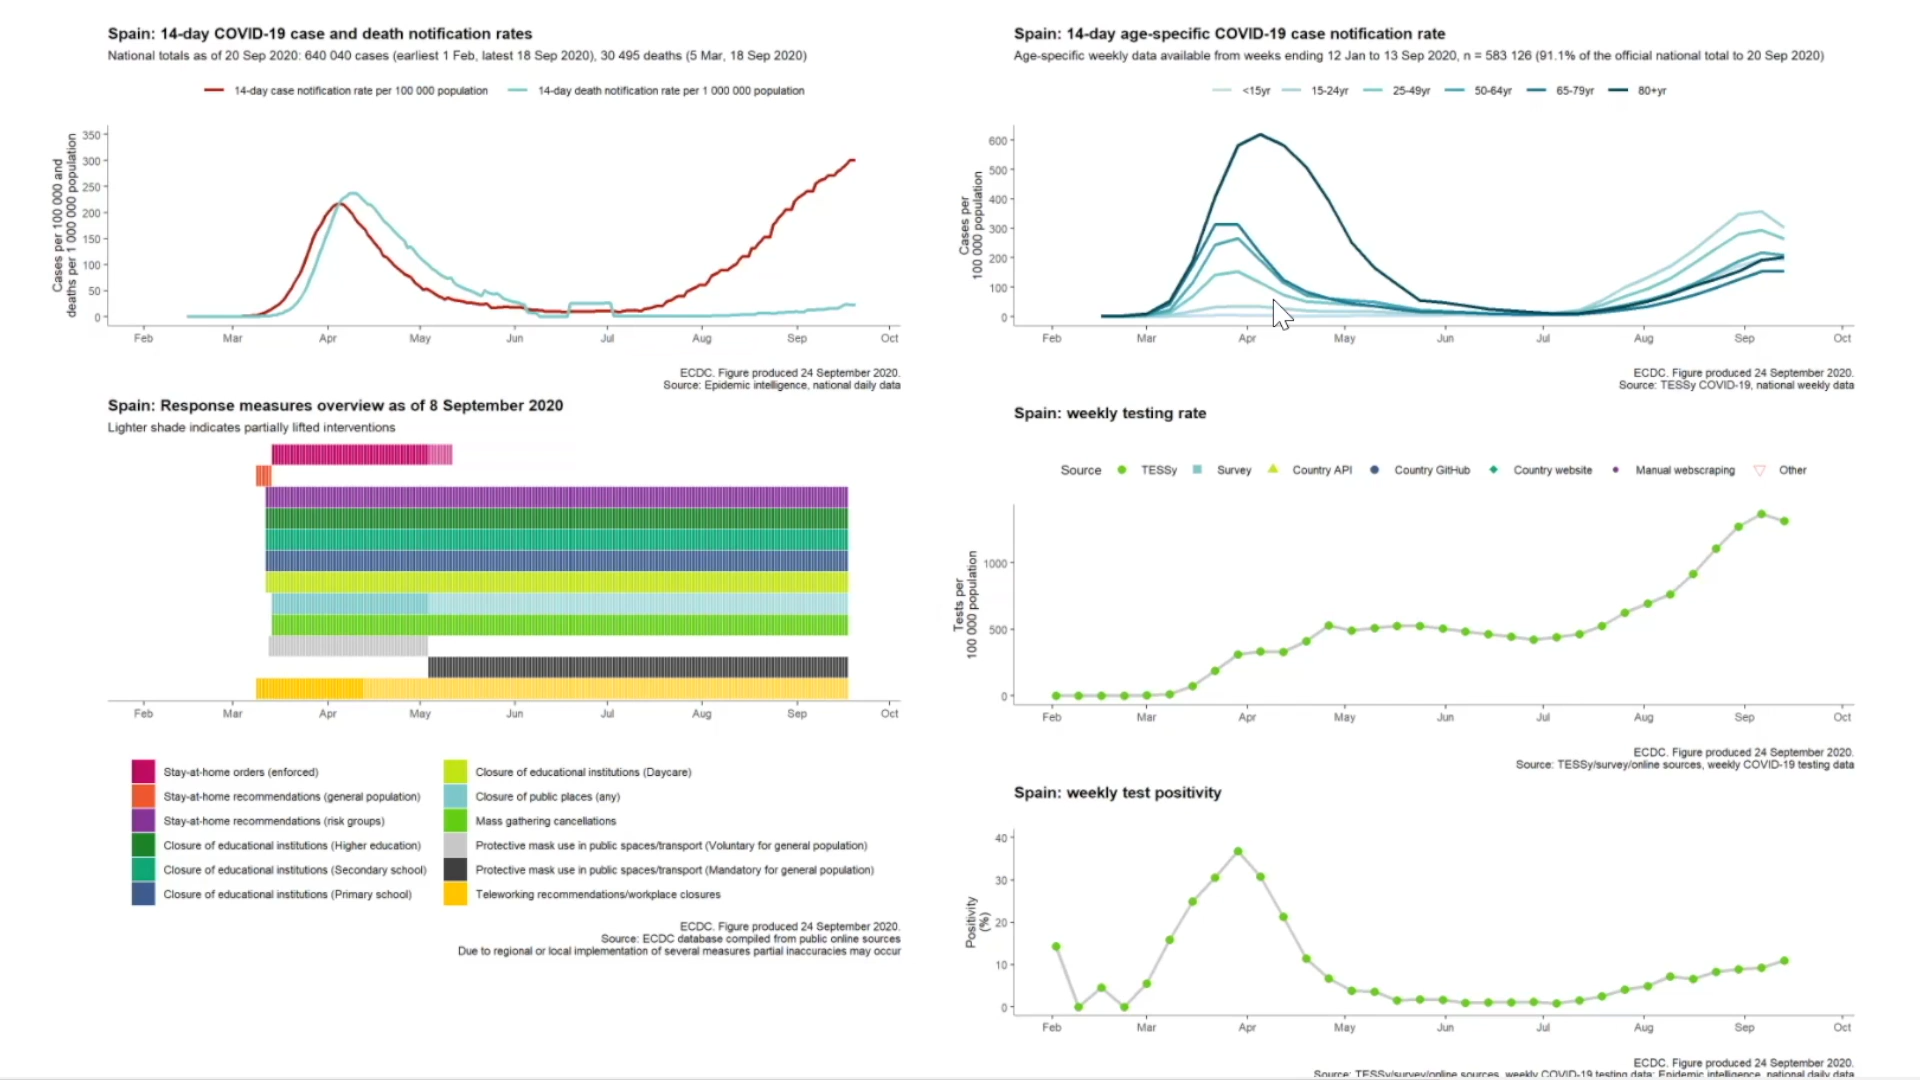 Spain: 14-day COVID-19 case and death notification rates
National totals as of 20 Sep 2020: 640 040 cases (earliest 1 Feb, latest 18 Sep 2020), 30 495 deaths (5 Mar, 18 Sep 2020)
14-day case notification rate per 100 000 population
14-day death notification rate per 1 000 000 population
Cases per 100 000 and
deaths per 1 000 000 population
350
300
250
200
150
100
50
0
Feb Mar Apr May Jun Jul Aug Sep Oct
ECDC. Figure produced 24 September 2020.
Source: Epidemic intelligence, national daily data
Spain: 14-day age-specific COVID-19 case notification rate
Age-specific weekly data available from weeks ending 12 Jan to 13 Sep 2020, n = 583 126 (91.1% of the official national total to 20 Sep 2020)
<15yr 15-24yr 25-49yr 50-64yr 65-79yr 80+yr
Cases per
100 000 population
600
500
400
300
200
100
0
Feb Mar Apr May Jun Jul Aug Sep Oct
ECDC. Figure produced 24 September 2020.
Source: TESSy COVID-19, national weekly data
Spain: Response measures overview as of 8 September 2020
Lighter shade indicates partially lifted interventions
Feb Mar Apr May Jun Jul Aug Sep Oct
Stay-at-home orders (enforced)
Stay-at-home recommendations (general population)
Stay-at-home recommendations (risk groups)
Closure of educational institutions (Higher education)
Closure of educational institutions (Secondary school)
Closure of educational institutions (Primary school)
Closure of educational institutions (Daycare)
Closure of public places (any)
Mass gathering cancellations
Protective mask use in public spaces/transport (Voluntary for general population)
Protective mask use in public spaces/transport (Mandatory for general population)
Teleworking recommendations/workplace closures
ECDC. Figure produced 24 September 2020.
Source: ECDC database compiled from public online sources
Due to regional or local implementation of several measures partial inaccuracies may occur
Spain: weekly testing rate
Source TESSy Survey Country API Country GitHub Country website Manual webscraping Other
Tests per
100 000 population
1000
500
0
Feb Mar Apr May Jun Jul Aug Sep Oct
ECDC. Figure produced 24 September 2020.
Source: TESSy/survey/online sources, weekly COVID-19 testing data
Spain: weekly test positivity
Positivity
(%)
40
30
20
10
0
Feb Mar Apr May Jun Jul Aug Sep Oct
ECDC. Figure produced 24 September 2020.
Source: TESSy/survey/online sources, weekly COVID-19 testing data; Epidemic intelligence, national daily data